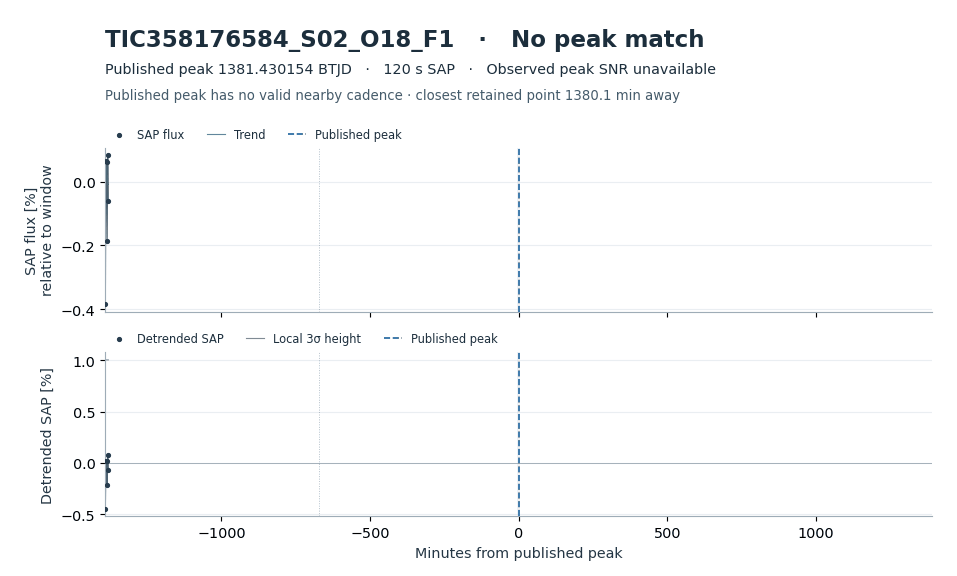 TIC358176584_S02_O18_F1 · No peak match
Published peak 1381.430154 BTJD · 120 s SAP · Observed peak SNR unavailable
Published peak has no valid nearby cadence · closest retained point 1380.1 min away
SAP flux Trend Published peak
SAP flux [%]
relative to window
0.0
−0.2
−0.4
Detrended SAP Local 3σ height Published peak
Detrended SAP [%]
1.0
0.5
0.0
−0.5
−1000 −500 0 500 1000
Minutes from published peak